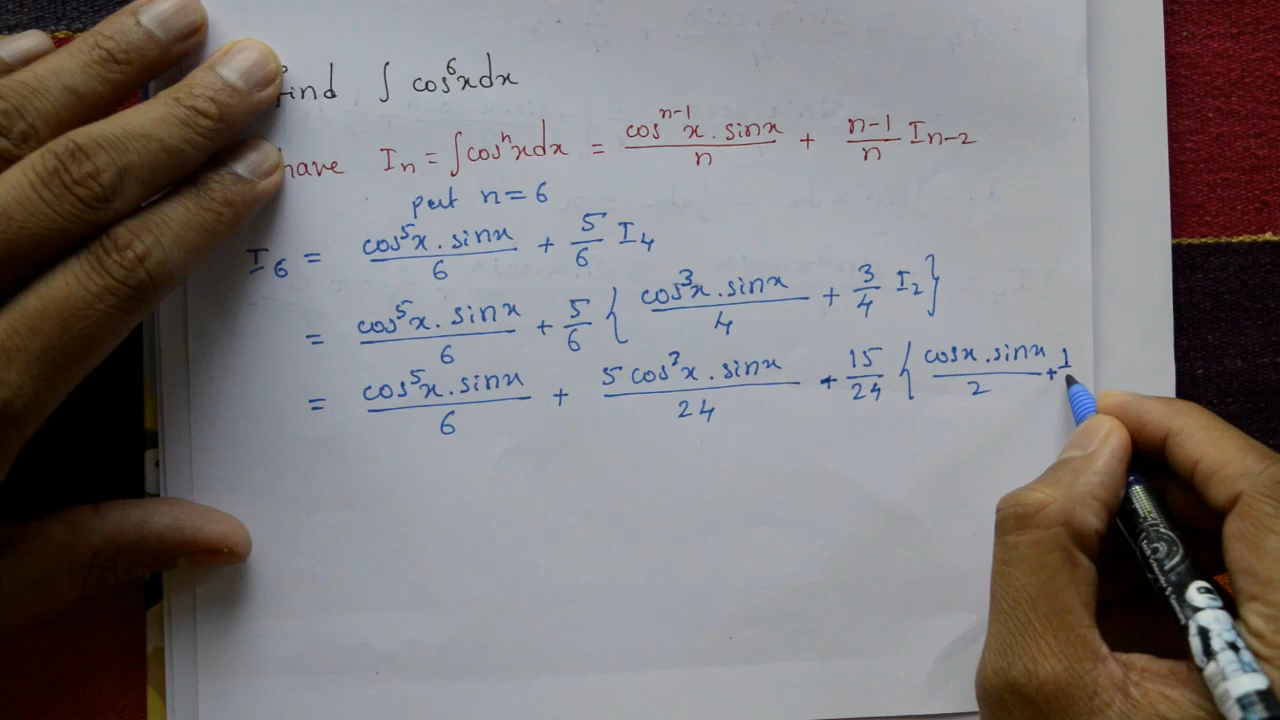 find ∫ cos⁶x dx
have Iₙ = ∫cosⁿx dx = cosⁿ⁻¹x . sinx / n + n-1 / n Iₙ₋₂
put n = 6
I₆ = cos⁵x . sinx / 6 + 5/6 I₄
= cos⁵x . sinx / 6 + 5/6 { cos³x . sinx / 4 + 3/4 I₂ }
= cos⁵x . sinx / 6 + 5 cos³x . sinx / 24 + 15/24 { cosx . sinx / 2 + 1